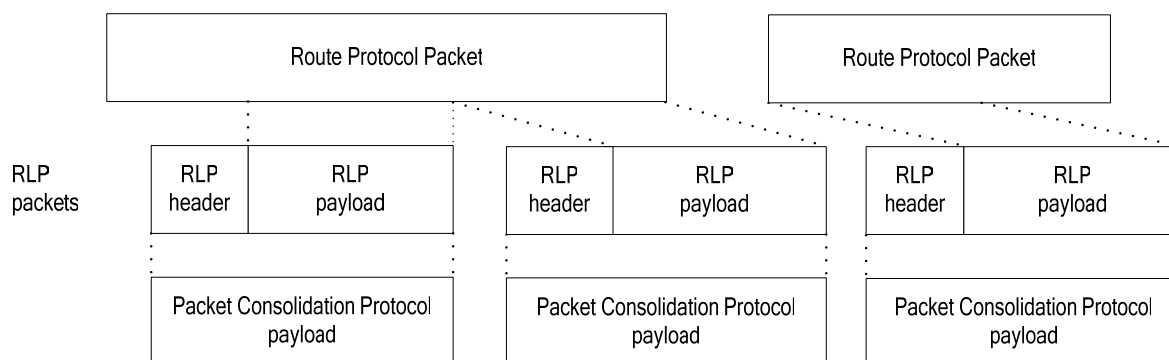 Route Protocol Packet
Route Protocol Packet
RLP
packets
RLP
header
RLP
payload
RLP
header
RLP
payload
RLP
header
RLP
payload
Packet Consolidation Protocol
payload
Packet Consolidation Protocol
payload
Packet Consolidation Protocol
payload